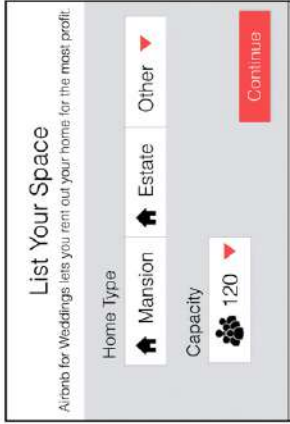 List Your Space
Airbnb for Weddings lets you rent out your home for the most profit.
Home Type
Mansion
Estate
Other
Capacity
120
Continue